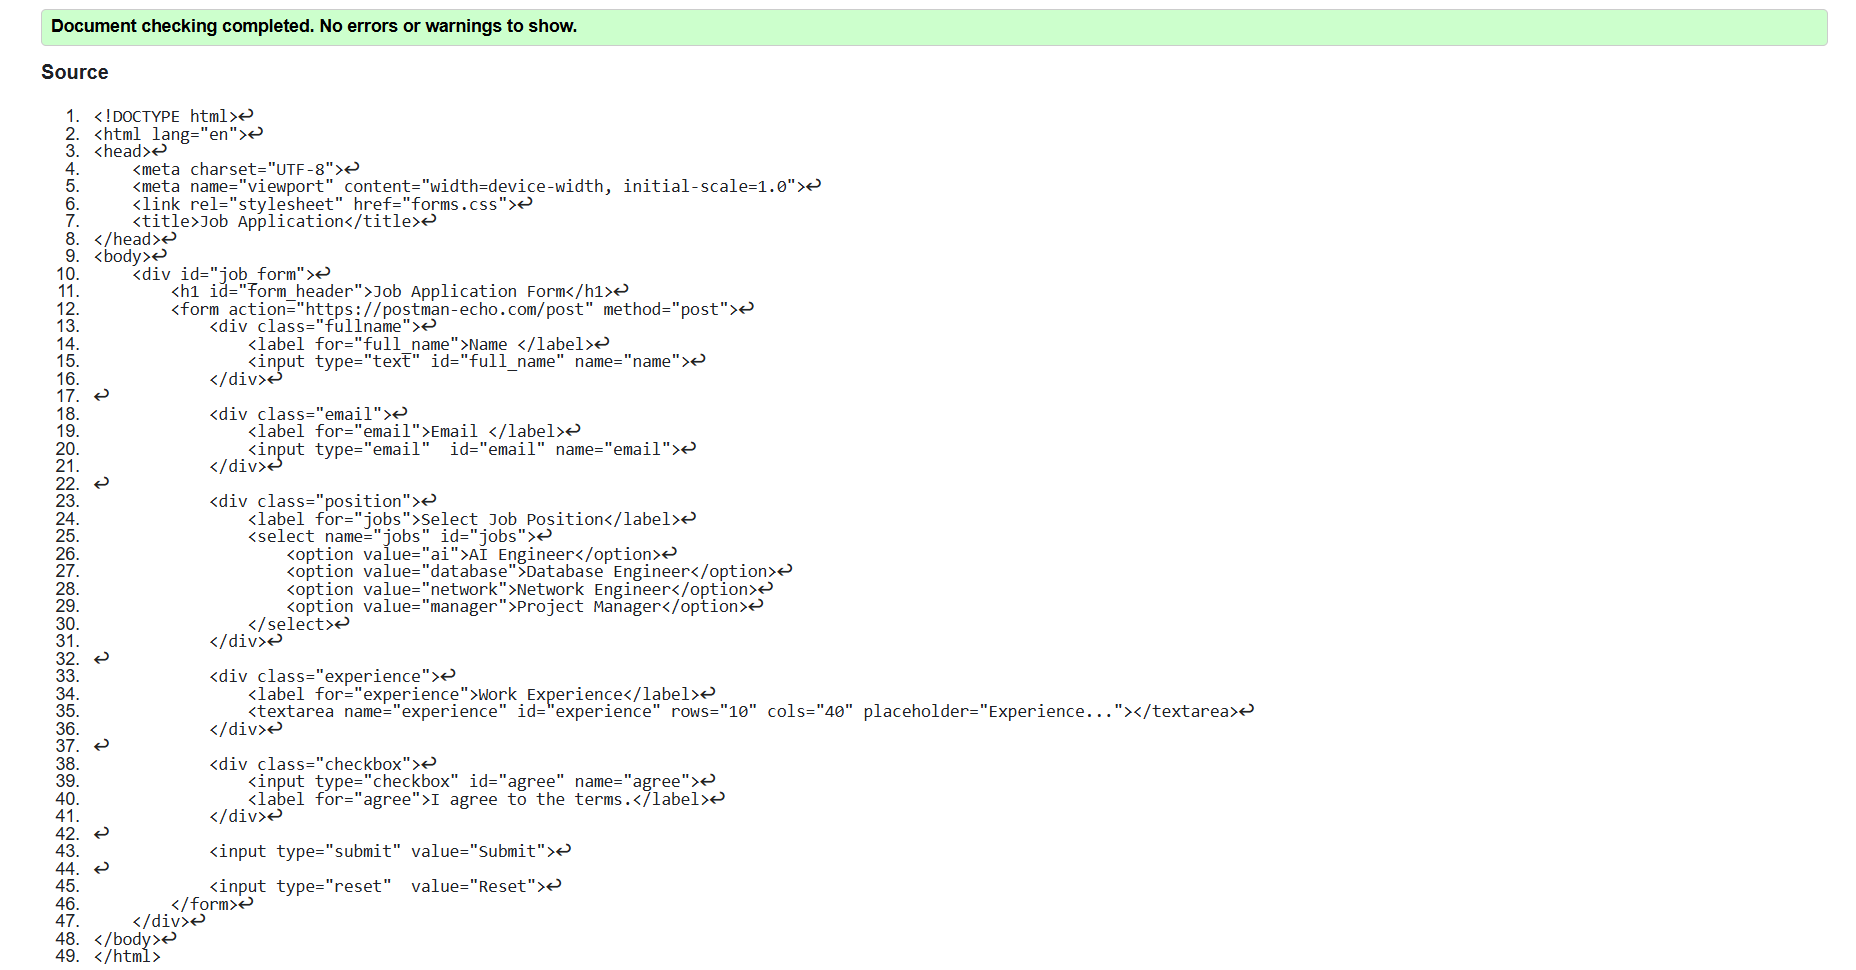 Document checking completed. No errors or warnings to show.
Source
1. <!DOCTYPE html>↩
2. <html lang="en">↩
3. <head>↩
4.     <meta charset="UTF-8">↩
5.     <meta name="viewport" content="width=device-width, initial-scale=1.0">↩
6.     <link rel="stylesheet" href="forms.css">↩
7.     <title>Job Application</title>↩
8. </head>↩
9. <body>↩
10.     <div id="job_form">↩
11.         <h1 id="form_header">Job Application Form</h1>↩
12.         <form action="https://postman-echo.com/post" method="post">↩
13.             <div class="fullname">↩
14.                 <label for="full_name">Name </label>↩
15.                 <input type="text" id="full_name" name="name">↩
16.             </div>↩
17. ↩
18.             <div class="email">↩
19.                 <label for="email">Email </label>↩
20.                 <input type="email"  id="email" name="email">↩
21.             </div>↩
22. ↩
23.             <div class="position">↩
24.                 <label for="jobs">Select Job Position</label>↩
25.                 <select name="jobs" id="jobs">↩
26.                     <option value="ai">AI Engineer</option>↩
27.                     <option value="database">Database Engineer</option>↩
28.                     <option value="network">Network Engineer</option>↩
29.                     <option value="manager">Project Manager</option>↩
30.                 </select>↩
31.             </div>↩
32. ↩
33.             <div class="experience">↩
34.                 <label for="experience">Work Experience</label>↩
35.                 <textarea name="experience" id="experience" rows="10" cols="40" placeholder="Experience..."></textarea>↩
36.             </div>↩
37. ↩
38.             <div class="checkbox">↩
39.                 <input type="checkbox" id="agree" name="agree">↩
40.                 <label for="agree">I agree to the terms.</label>↩
41.             </div>↩
42. ↩
43.             <input type="submit" value="Submit">↩
44. ↩
45.             <input type="reset"  value="Reset">↩
46.         </form>↩
47.     </div>↩
48. </body>↩
49. </html>